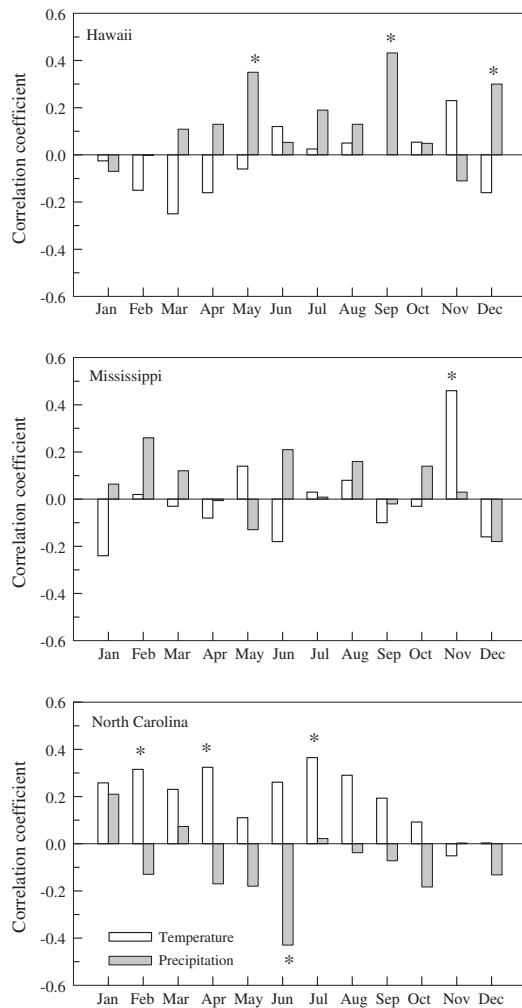 0.6
Hawaii
*
*
*
0.4
0.2
0.0
-0.2
-0.4
-0.6
Correlation coefficient
Jan Feb Mar Apr May Jun Jul Aug Sep Oct Nov Dec
0.6
Mississippi
*
0.4
0.2
0.0
-0.2
-0.4
-0.6
Correlation coefficient
Jan Feb Mar Apr May Jun Jul Aug Sep Oct Nov Dec
0.6
North Carolina
*
*
*
0.4
0.2
0.0
-0.2
-0.4
-0.6
Correlation coefficient
Temperature
Precipitation
*
Jan Feb Mar Apr May Jun Jul Aug Sep Oct Nov Dec